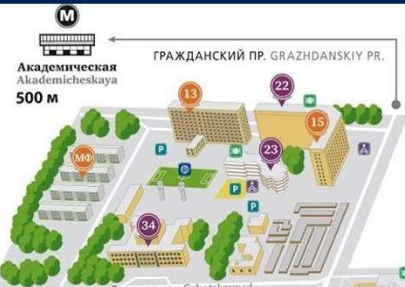 М
Академическая
Akademicheskaya
500 м
ГРАЖДАНСКИЙ ПР. GRAZHDANSKIY PR.
22
13
15
МФ
23
P
P
P
34